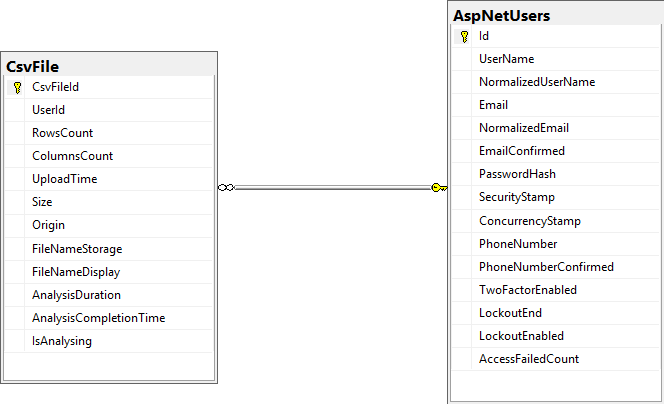 CsvFile
CsvFileId
UserId
RowsCount
ColumnsCount
UploadTime
Size
Origin
FileNameStorage
FileNameDisplay
AnalysisDuration
AnalysisCompletionTime
IsAnalysing
AspNetUsers
Id
UserName
NormalizedUserName
Email
NormalizedEmail
EmailConfirmed
PasswordHash
SecurityStamp
ConcurrencyStamp
PhoneNumber
PhoneNumberConfirmed
TwoFactorEnabled
LockoutEnd
LockoutEnabled
AccessFailedCount